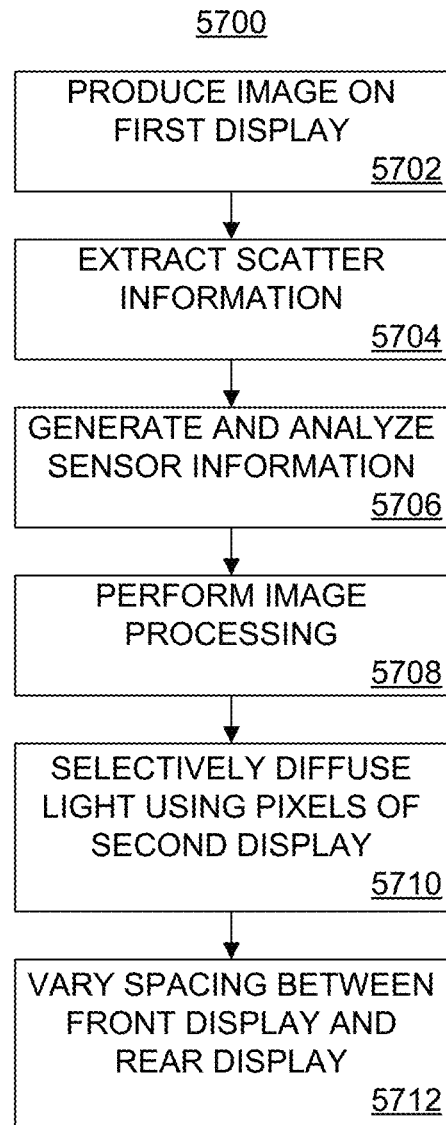 5700
PRODUCE IMAGE ON
FIRST DISPLAY
5702
EXTRACT SCATTER
INFORMATION
5704
GENERATE AND ANALYZE
SENSOR INFORMATION
5706
PERFORM IMAGE
PROCESSING
5708
SELECTIVELY DIFFUSE
LIGHT USING PIXELS OF
SECOND DISPLAY
5710
VARY SPACING BETWEEN
FRONT DISPLAY AND
REAR DISPLAY
5712